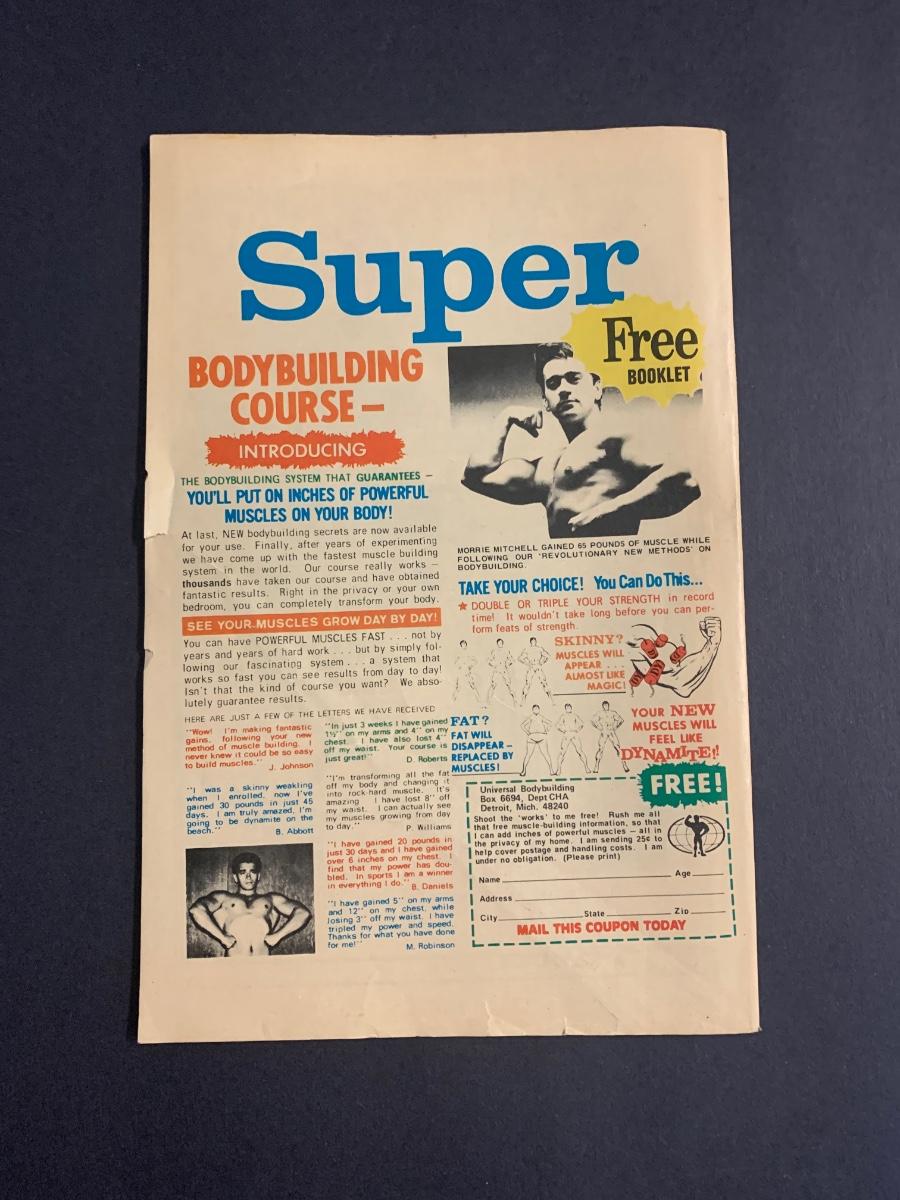 Super
Free
BOOKLET
BODYBUILDING
COURSE —
INTRODUCING
THE BODYBUILDING SYSTEM THAT GUARANTEES —
YOU'LL PUT ON INCHES OF POWERFUL
MUSCLES ON YOUR BODY!
At last, NEW bodybuilding secrets are now available
for your use. Finally, after years of experimenting
we have come up with the fastest muscle building
system in the world. Our course really works —
thousands have taken our course and have obtained
fantastic results. Right in the privacy or your own
bedroom, you can completely transform your body.
SEE YOUR MUSCLES GROW DAY BY DAY!
You can have POWERFUL MUSCLES FAST . . . not by
years and years of hard work . . . but by simply fol-
lowing our fascinating system . . . a system that
works so fast you can see results from day to day!
Isn't that the kind of course you want? We abso-
lutely guarantee results.
HERE ARE JUST A FEW OF THE LETTERS WE HAVE RECEIVED
"Wow! I'm making fantastic
gains, following your new
method of muscle building. I
never knew it could be so easy
to build muscles."
J. Johnson
"I was a skinny weakling
when I enrolled, now I've
gained 30 pounds in just 45
days. I am truly amazed, I'm
going to be dynamite on the
beach."
B. Abbott
"In just 3 weeks I have gained
1½" on my arms and 4" on my
chest. I have also lost 4"
off my waist. Your course is
just great!"
D. Roberts
"I'm transforming all the fat
off my body and changing it
into rock-hard muscle. It's
amazing I have lost 8" off
my waist. I can actually see
my muscles growing from day
to day."
P. Williams
"I have gained 20 pounds in
just 30 days and I have gained
over 6 inches on my chest. I
find that my power has dou-
bled. In sports I am a winner
in everything I do."
B. Daniels
"I have gained 5" on my arms
and 12" on my chest, while
losing 3" off my waist. I have
tripled my power and speed.
Thanks for what you have done
for me!"
M. Robinson
MORRIE MITCHELL GAINED 65 POUNDS OF MUSCLE WHILE
FOLLOWING OUR 'REVOLUTIONARY NEW METHODS' ON
BODYBUILDING.
TAKE YOUR CHOICE! You Can Do This...
★ DOUBLE OR TRIPLE YOUR STRENGTH in record
time! It wouldn't take long before you can per-
form feats of strength.
SKINNY?
MUSCLES WILL
APPEAR . . .
ALMOST LIKE
MAGIC!
FAT?
FAT WILL
DISAPPEAR —
REPLACED BY
MUSCLES!
YOUR NEW
MUSCLES WILL
FEEL LIKE
DYNAMITE!!
FREE!
Universal Bodybuilding
Box 6694, Dept CHA
Detroit, Mich. 48240
Shoot the 'works' to me free! Rush me all
that free muscle-building information, so that
I can add inches of powerful muscles — all in
the privacy of my home. I am sending 25¢ to
help cover postage and handling costs. I am
under no obligation. (Please print)
Name Age
Address
City State Zip
MAIL THIS COUPON TODAY